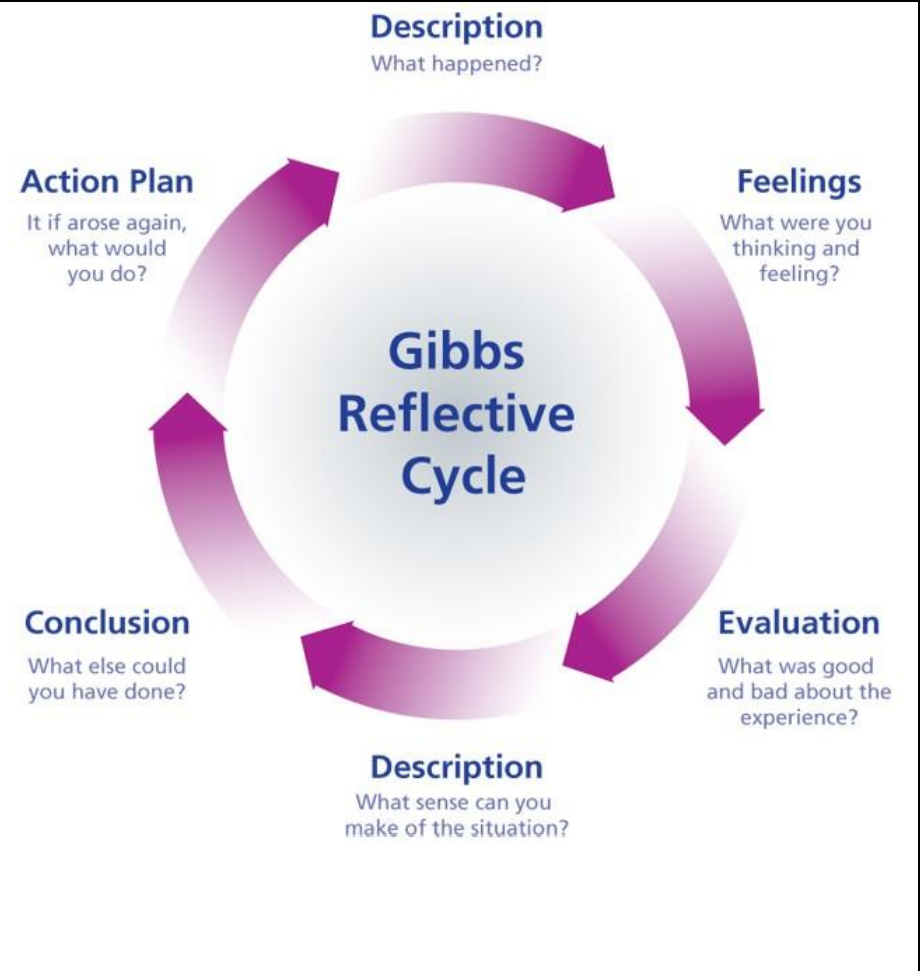 Description
What happened?
Feelings
What were you
thinking and
feeling?
Evaluation
What was good
and bad about the
experience?
Description
What sense can you
make of the situation?
Conclusion
What else could
you have done?
Action Plan
It if arose again,
what would
you do?
Gibbs
Reflective
Cycle